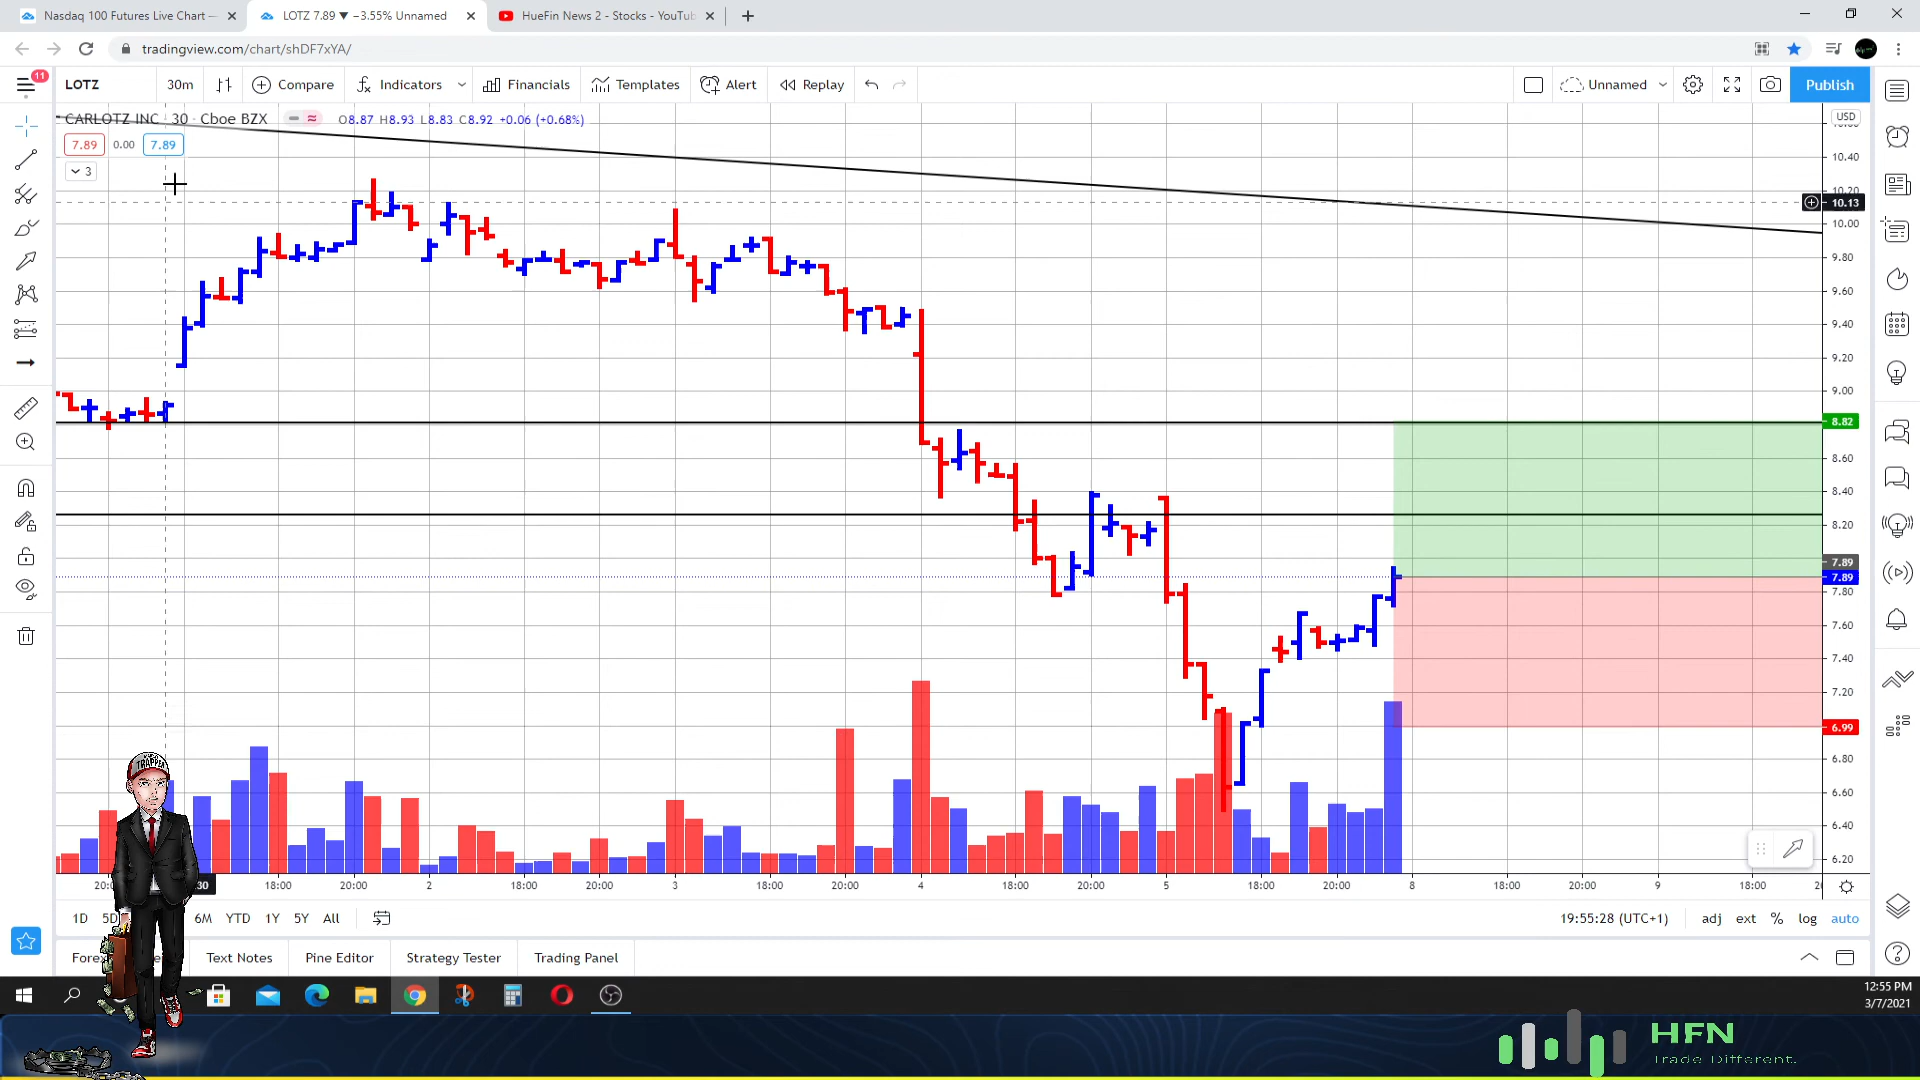 Nasdaq 100 Futures Live Chart
LOTZ 7.89 ▼ −3.55% Unnamed
HueFin News 2 - Stocks - YouTu
tradingview.com/chart/shDF7xYA/
11
LOTZ
30m
Compare
Indicators
Financials
Templates
Alert
Replay
Unnamed
Publish
CARLOTZ INC · 30 · Cboe BZX
O8.87 H8.93 L8.83 C8.92 +0.06 (+0.68%)
7.89 0.00 7.89
3
USD
10.40
10.20
10.13
10.00
9.80
9.60
9.40
9.20
9.00
8.82
8.60
8.40
8.20
7.89
7.89
7.80
7.60
7.40
7.20
6.99
6.80
6.60
6.40
6.20
18:00 20:00 2 18:00 20:00 3 18:00 20:00 4 18:00 20:00 5 18:00 20:00 8 18:00 20:00 9 18:00
1D 6M YTD 1Y 5Y All
19:55:28 (UTC+1) adj ext % log auto
Text Notes Pine Editor Strategy Tester Trading Panel
TRAPPER
12:55 PM
3/7/2021
HFN
Trade Different.